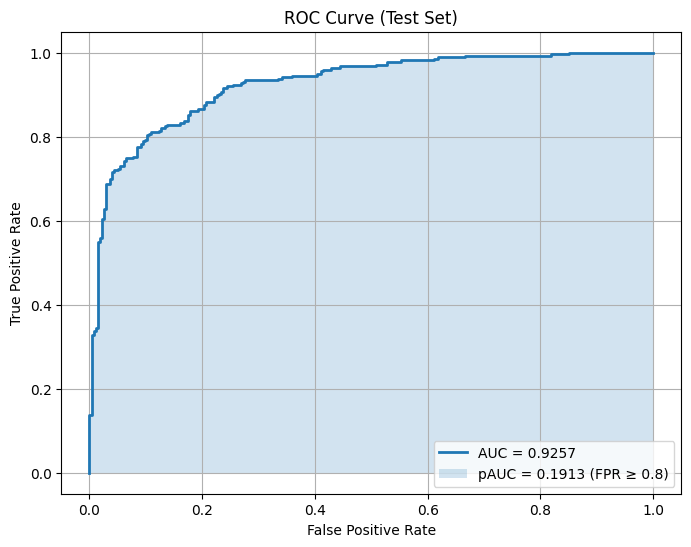 ROC Curve (Test Set)
1.0
0.8
0.6
0.4
0.2
0.0
True Positive Rate
AUC = 0.9257
pAUC = 0.1913 (FPR ≥ 0.8)
0.0 0.2 0.4 0.6 0.8 1.0
False Positive Rate